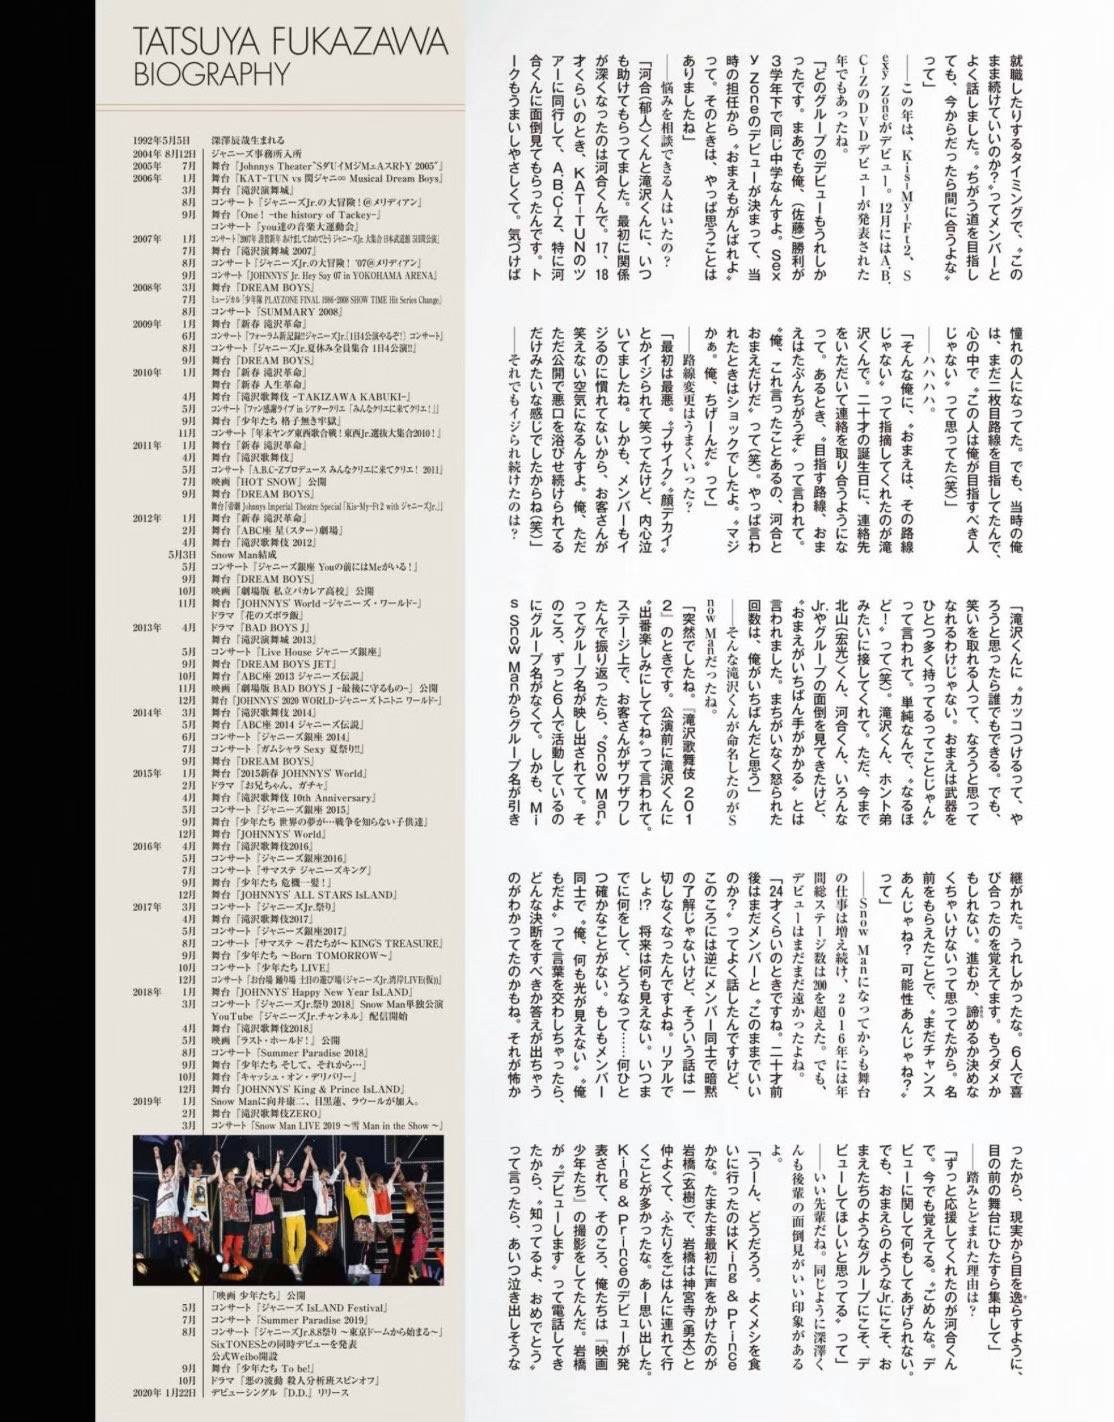 TATSUYA FUKAZAWA
BIOGRAPHY
1992年5月5日 深澤辰哉生まれる
2004年 8月12日 ジャニーズ事務所入所
2005年 7月 舞台『Johnnys Theater"SダUイMジMェAスRトY 2005"』
2006年 1月 舞台『KAT-TUN vs 関ジャニ∞ Musical Dream Boys』
3月 舞台『滝沢演舞城』
8月 コンサート『ジャニーズJr.の大冒険!@メリディアン』
9月 舞台『One! -the history of Tackey-』
コンサート『you達の音楽大運動会』
2007年 1月 コンサート『2007年 謹賀新年 あけましておめでとう ジャニーズJr. 大集合 日本武道館 5日間公演』
7月 舞台『滝沢演舞城 2007』
8月 コンサート『ジャニーズJr.の大冒険! '07@メリディアン』
9月 コンサート『JOHNNYS' Jr. Hey Say 07 in YOKOHAMA ARENA』
2008年 3月 舞台『DREAM BOYS』
7月 ミュージカル『少年隊 PLAYZONE FINAL 1986-2008 SHOW TIME Hit Series Change』
8月 コンサート『SUMMARY 2008』
2009年 1月 舞台『新春 滝沢革命』
6月 コンサート『フォーラム新記録!!ジャニーズJr.「1日4公演やるぞ!」コンサート』
8月 コンサート『ジャニーズJr.夏休み全員集合 1日4公演!!』
9月 舞台『DREAM BOYS』
2010年 1月 舞台『新春 滝沢革命』
舞台『新春 人生革命』
4月 舞台『滝沢歌舞伎 -TAKIZAWA KABUKI-』
5月 コンサート『ファン感謝ライブ in シアタークリエ「みんなクリエに来てクリエ!」』
9月 舞台『少年たち 格子無き牢獄』
11月 コンサート『年末ヤング東西歌合戦! 東西Jr.選抜大集合2010!』
2011年 1月 舞台『新春 滝沢革命』
4月 舞台『滝沢歌舞伎』
5月 コンサート『A.B.C-Zプロデュース みんなクリエに来てクリエ! 2011』
7月 映画『HOT SNOW』公開
9月 舞台『DREAM BOYS』
舞台『帝劇 Johnnys Imperial Theatre Special「Kis-My-Ft2 with ジャニーズJr.」』
2012年 1月 舞台『新春 滝沢革命』
2月 舞台『ABC座 星(スター)劇場』
4月 舞台『滝沢歌舞伎 2012』
5月3日 Snow Man結成
5月 コンサート『ジャニーズ銀座 Youの前にはMeがいる!』
9月 舞台『DREAM BOYS』
10月 映画『劇場版 私立バカレア高校』公開
11月 舞台『JOHNNYS' World -ジャニーズ・ワールド-』
ドラマ『花のズボラ飯』
2013年 4月 ドラマ『BAD BOYS J』
舞台『滝沢演舞城 2013』
5月 コンサート『Live House ジャニーズ銀座』
9月 舞台『DREAM BOYS JET』
10月 舞台『ABC座 2013 ジャニーズ伝説』
11月 映画『劇場版 BAD BOYS J -最後に守るもの-』公開
12月 舞台『JOHNNYS' 2020 WORLD-ジャニーズ トニトニ ワールド-』
2014年 3月 舞台『滝沢歌舞伎 2014』
5月 舞台『ABC座 2014 ジャニーズ伝説』
6月 コンサート『ジャニーズ銀座 2014』
7月 コンサート『ガムシャラ Sexy 夏祭り!!』
9月 舞台『DREAM BOYS』
2015年 1月 舞台『2015新春 JOHNNYS' World』
2月 ドラマ『お兄ちゃん、ガチャ』
4月 舞台『滝沢歌舞伎 10th Anniversary』
5月 コンサート『ジャニーズ銀座 2015』
9月 舞台『少年たち 世界の夢が…戦争を知らない子供達』
12月 舞台『JOHNNYS' World』
2016年 4月 舞台『滝沢歌舞伎2016』
5月 コンサート『ジャニーズ銀座2016』
7月 コンサート『サマステ ジャニーズキング』
9月 舞台『少年たち 危機一髪!』
12月 舞台『JOHNNYS' ALL STARS IsLAND』
2017年 3月 コンサート『ジャニーズJr.祭り』
4月 舞台『滝沢歌舞伎2017』
5月 コンサート『ジャニーズ銀座2017』
8月 コンサート『サマステ ~君たちが~ KING'S TREASURE』
9月 舞台『少年たち ~Born TOMORROW~』
10月 コンサート『少年たち LIVE』
12月 コンサート『お台場 踊り場 土日の遊び場(ジャニーズJr.湾岸LIVE(仮))』
2018年 1月 舞台『JOHNNYS' Happy New Year IsLAND』
3月 コンサート『ジャニーズJr.祭り 2018』Snow Man単独公演
YouTube『ジャニーズJr.チャンネル』配信開始
4月 舞台『滝沢歌舞伎2018』
5月 映画『ラスト・ホールド!』公開
8月 コンサート『Summer Paradise 2018』
9月 舞台『少年たち そして、それから…』
10月 舞台『キャッシュ・オン・デリバリー』
12月 舞台『JOHNNYS' King & Prince IsLAND』
2019年 1月 Snow Manに向井康二、目黒蓮、ラウールが加入。
2月 舞台『滝沢歌舞伎ZERO』
3月 コンサート『Snow Man LIVE 2019 ~雪 Man in the Show ~』
『映画 少年たち』公開
5月 コンサート『ジャニーズ IsLAND Festival』
7月 コンサート『Summer Paradise 2019』
8月 コンサート『ジャニーズJr.8.8祭り ~東京ドームから始まる~』
SixTONESとの同時デビューを発表
公式Weibo開設
9月 舞台『少年たち To be!』
10月 ドラマ『悪の波動 殺人分析班スピンオフ』
2020年 1月22日 デビューシングル『D.D.』リリース
就職したりするタイミングで、〝この
まま続けていいのか?〟ってメンバーと
よく話しました。〝ちがう道を目指し
ても、今からだったら間に合うよな〟
って」
――この年は、Kis-My-Ft2、S
exy Zoneがデビュー。12月にはA.B.
C-ZのDVDデビューが発表された
年でもあったね。
「どのグループのデビューもうれしか
ったです。まあでも俺、(佐藤)勝利が
3学年下で同じ中学なんすよ。Sex
y Zoneのデビューが決まって、当
時の担任から〝おまえもがんばれよ〟
って。そのときは、やっぱ思うことは
ありましたね」
――悩みを相談できる人はいたの?
「河合(郁人)くんと滝沢くんに、いつ
も助けてもらってました。最初に関係
が深くなったのは河合くんで。17、18
才くらいのとき、KAT-TUNのツ
アーに同行して、A.B.C-Z、特に河
合くんに面倒見てもらったんです。ト
ークもうまいしやさしくて。気づけば
憧れの人になってた。でも、当時の俺
は、まだ二枚目路線を目指してたんで、
心の中で〝この人は俺が目指すべき人
じゃない〟って思ってた(笑)」
――ハハハハ。
「そんな俺に、〝おまえは、その路線
じゃない〟って指摘してくれたのが滝
沢くんで。二十才の誕生日に、連絡先
をいただいて連絡を取り合うようにな
って。あるとき、〝目指す路線、おま
えはたぶんちがうぞ〟って言われて。
〝俺、これ言ったことあるの、河合と
おまえだけだ〟って(笑)。やっぱ言わ
れたときはショックでしたよ。〝マジ
かぁ。俺、ちげーんだ〟って」
――路線変更はうまくいった?
「最初は最悪。〝ブサイク〟〝顔デカイ〟
とかイジられて笑ってたけど、内心泣
いてましたね。しかも、メンバーもイ
ジるのに慣れてないから、お客さんが
笑えない空気になるんすよ。俺、ただ
ただ公開で悪口を浴びせ続けられてる
だけみたいな感じでしたからね(笑)」
――それでもイジられ続けたのは?
「滝沢くんに〝カッコつけるって、や
ろうと思ったら誰でもできる。でも、
笑いを取れる人って、なろうと思って
なれるわけじゃない。おまえは武器を
ひとつ多く持ってるってことじゃん〟
って言われて。単純なんで、〝なるほ
ど!〟って(笑)。滝沢くん、ホント弟
みたいに接してくれて。ただ、今まで
北山(宏光)くん、河合くん、いろんな
Jr.やグループの面倒を見てきたけど、
〝おまえがいちばん手がかかる〟とは
言われました。まちがいなく怒られた
回数は、俺がいちばんだと思う」
――そんな滝沢くんが命名したのがS
now Manだったね。
「突然でしたね。『滝沢歌舞伎 201
2』のときです。公演前に滝沢くんに
〝出番楽しみにしててね〟って言われて。
ステージ上で、お客さんがザワザワし
たんで振り返ったら、〝Snow Man〟
ってグループ名が映し出されてて。そ
のころ、ずっと6人で活動しているの
にグループ名がなくて。しかも、Mi
s Snow Manからグループ名が引き
継がれた。うれしかったな。6人で喜
び合ったのを覚えてます。もうダメか
もしれない。進むか、諦めるか決めな
くちゃいけないって思ってたから。名
前をもらえたことで、〝まだチャンス
あんじゃね? 可能性あんじゃね?〟
って」
――Snow Manになってからも舞台
の仕事は増え続け、2016年には年
間総ステージ数は200を超えた。でも、
デビューはまだまだ遠かったよね。
「24才くらいのときですね。二十才前
後はまだメンバーと〝このままでいい
のか?〟ってよく話したんですけど、
このころには逆にメンバー同士で暗黙
の了解じゃないけど、そういう話は一
切しなくなったんですよね。リアルで
しょ!? 将来は何も見えない。いつま
でに何をして、どうなって……何ひと
つ確かなことがない。もしもメンバー
同士で〝俺、何も光が見えない〟〝俺
もだよ〟って言葉を交わしちゃったら、
どんな決断をすべきか答えが出ちゃう
のがわかってたのかもね。それが怖か
ったから、現実から目を逸らすように、
目の前の舞台にひたすら集中して」
――踏みとどまれた理由は?
「ずっと応援してくれたのが河合くん
で。今でも覚えてる。〝ごめんな。デ
ビューに関して何もしてあげられない。
でも、おまえらのようなJr.にこそ、お
まえたちのようなグループにこそ、デ
ビューしてほしいと思ってる〟って」
――いい先輩だね。同じように深澤く
んも後輩の面倒見がいい印象がある
よ。
「うーん、どうだろう。よくメシを食
いに行ったのはKing & Prince
かな。たまたま最初に声をかけたのが
岩橋(玄樹)で、岩橋は神宮寺(勇太)と
仲よくて、ふたりをごはんに連れて行
くことが多かったな。あー思い出した。
King & Princeのデビューが発
表されて、そのころ、俺たちは『映画
少年たち』の撮影をしてたんだ。岩橋
が〝デビューします〟って電話してき
たから、〝知ってるよ、おめでとう〟
って言ったら、あいつ泣き出しそうな